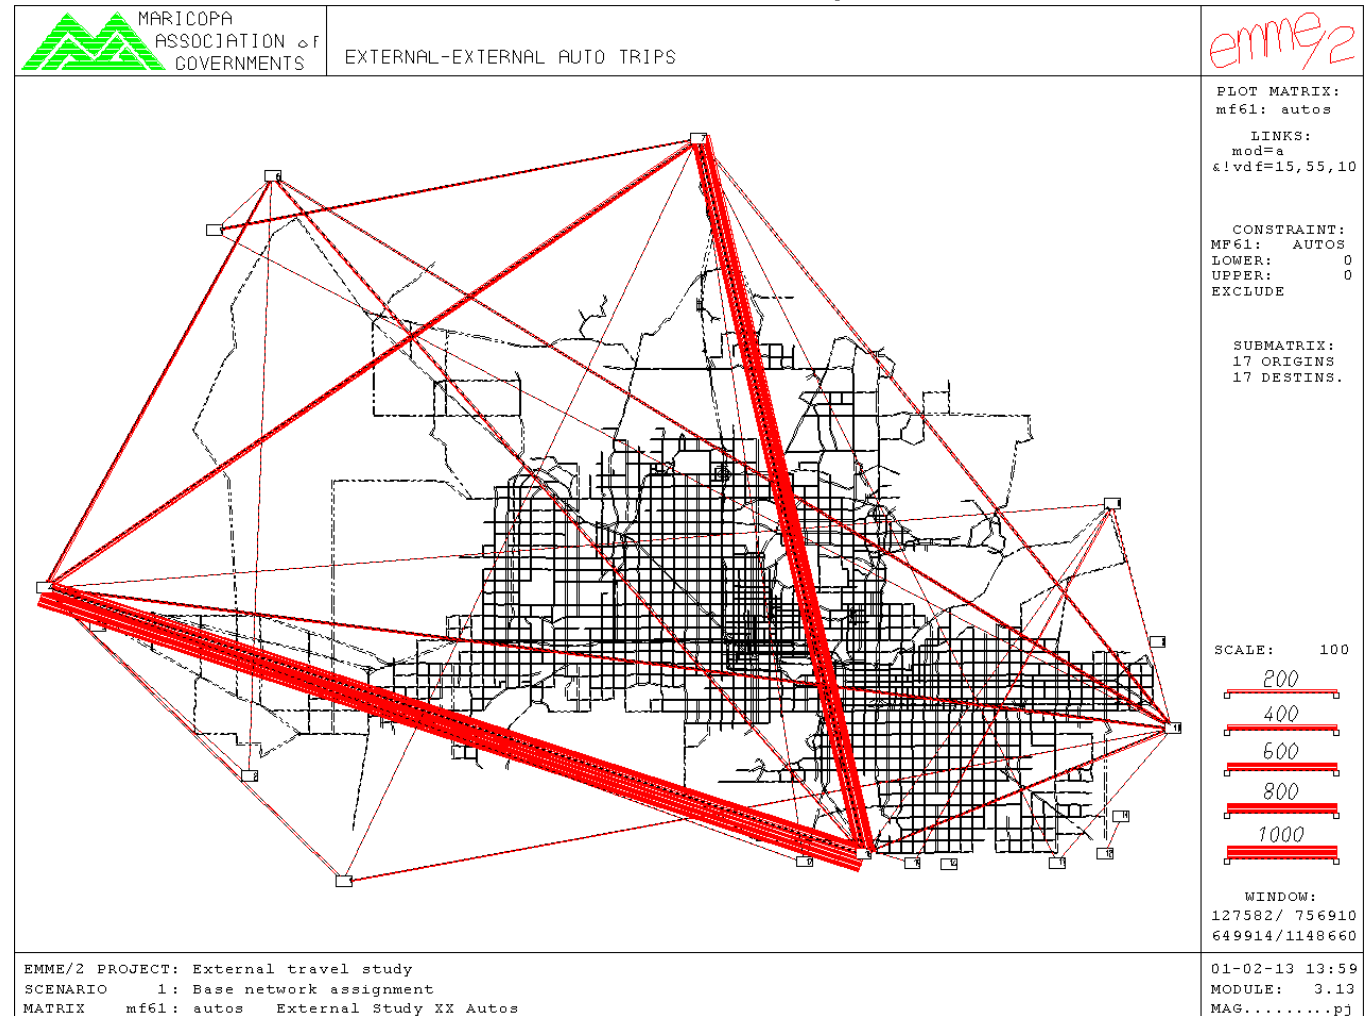 MARICOPA
ASSOCIATION of
GOVERNMENTS
EXTERNAL-EXTERNAL AUTO TRIPS
emme/2
PLOT MATRIX:
mf61: autos
LINKS:
mod=a
&!vdf=15,55,10
CONSTRAINT:
MF61: AUTOS
LOWER: 0
UPPER: 0
EXCLUDE
SUBMATRIX:
17 ORIGINS
17 DESTINS.
SCALE: 100
200
400
600
800
1000
WINDOW:
127582/ 756910
649914/1148660
EMME/2 PROJECT: External travel study
SCENARIO 1: Base network assignment
MATRIX mf61: autos External Study XX Autos
01-02-13 13:59
MODULE: 3.13
MAG.........pj